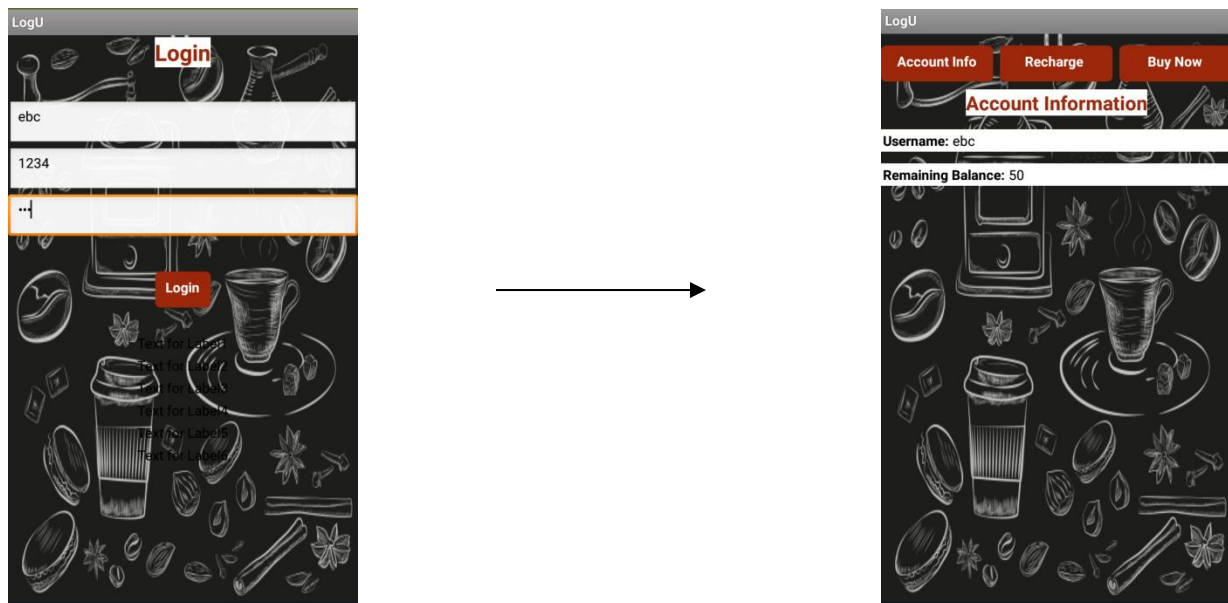 LogU
Login
ebc
1234
•••
Login
Text for Label1
Text for Label2
Text for Label3
Text for Label4
Text for Label5
Text for Label6
LogU
Account Info Recharge Buy Now
Account Information
Username: ebc
Remaining Balance: 50